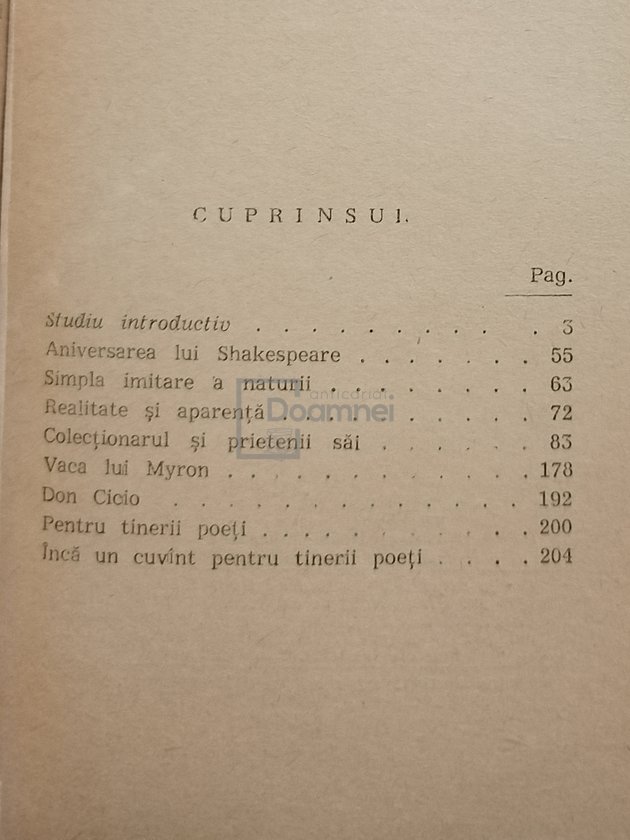 CUPRINSUL
Pag.
Studiu introductiv . . . . . . . . . . 3
Aniversarea lui Shakespeare . . . . . . . 55
Simpla imitare a naturii . . . . . . . . 63
anticariat
Realitate și aparență . . . . . . . . . 72
Doamnei
Colecționarul și prietenii săi . . . . . . 83
Vaca lui Myron . . . . . . . . . . . 178
Don Cicio . . . . . . . . . . . . . 192
Pentru tinerii poeți . . . . . . . . . . 200
Încă un cuvînt pentru tinerii poeți . . . . 204